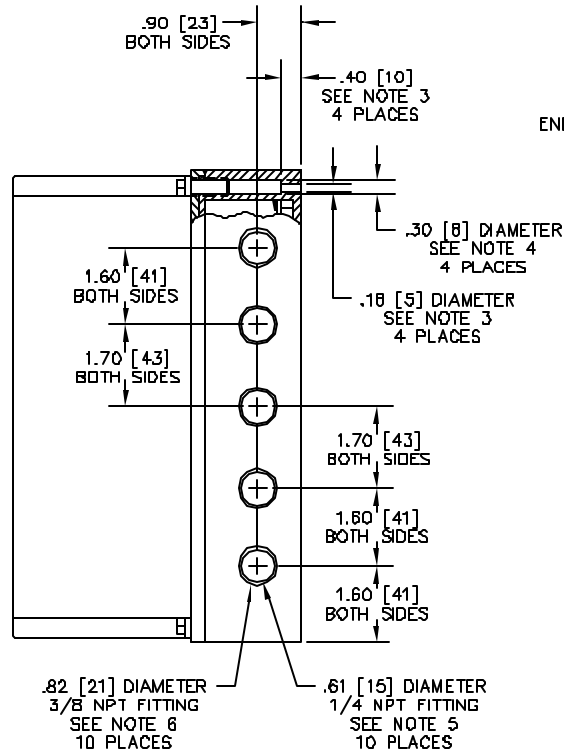 .90 [23]
BOTH SIDES
.40 [10]
SEE NOTE 3
4 PLACES
ENI
.30 [8] DIAMETER
SEE NOTE 4
4 PLACES
1.60 [41]
BOTH SIDES
.18 [5] DIAMETER
SEE NOTE 3
4 PLACES
1.70 [43]
BOTH SIDES
1.70 [43]
BOTH SIDES
1.60 [41]
BOTH SIDES
1.60 [41]
BOTH SIDES
.82 [21] DIAMETER
3/8 NPT FITTING
SEE NOTE 6
10 PLACES
.61 [15] DIAMETER
1/4 NPT FITTING
SEE NOTE 5
10 PLACES